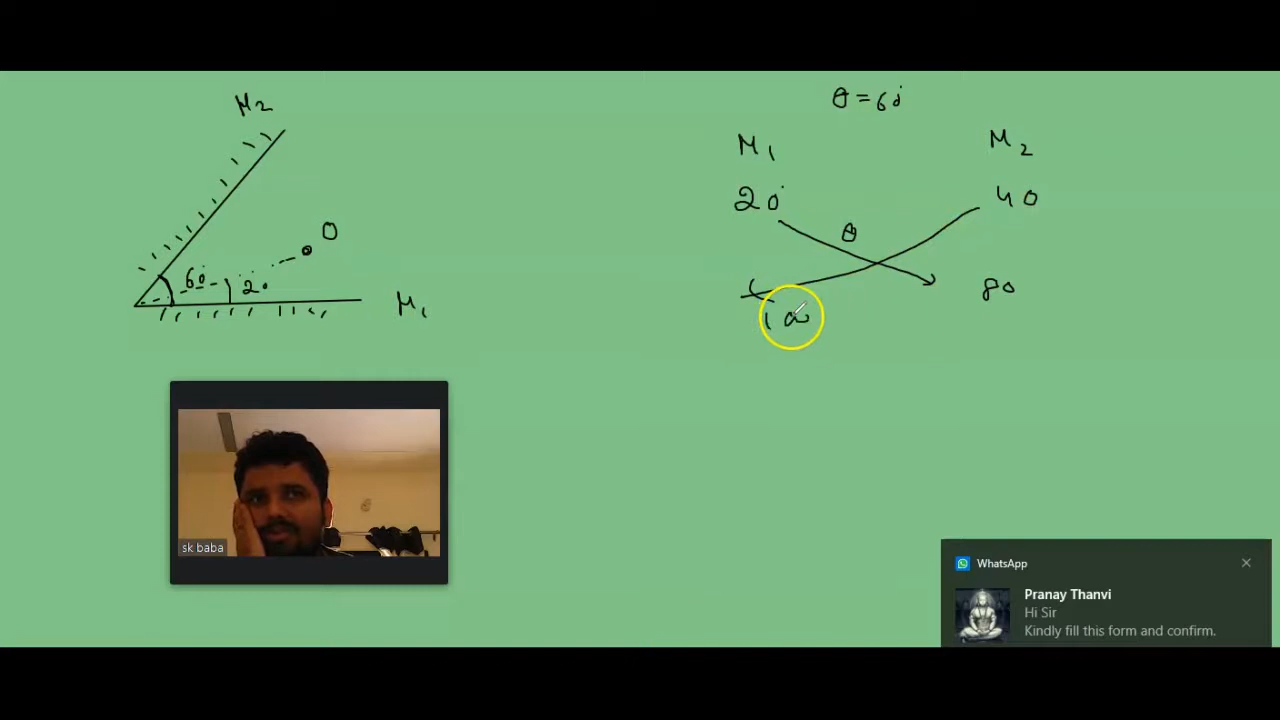 M2
O
60
20
M1
θ = 60°
M1 M2
20° 40
θ
80
100
sk baba
WhatsApp
Pranay Thanvi
Hi Sir
Kindly fill this form and confirm.